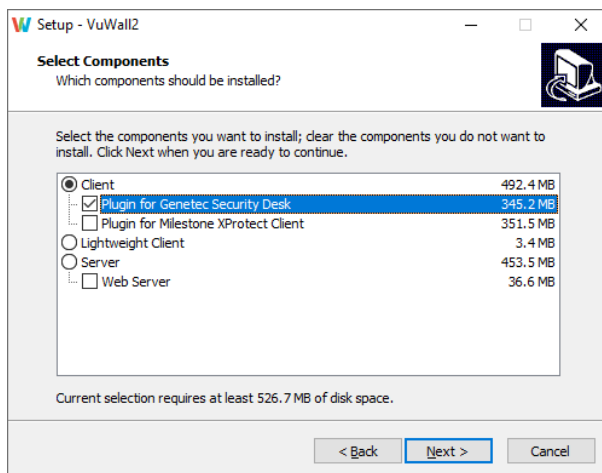 Setup - VuWall2
Select Components
Which components should be installed?
Select the components you want to install; clear the components you do not want to
install. Click Next when you are ready to continue.
Client 492.4 MB
Plugin for Genetec Security Desk 345.2 MB
Plugin for Milestone XProtect Client 351.5 MB
Lightweight Client 3.4 MB
Server 453.5 MB
Web Server 36.6 MB
Current selection requires at least 526.7 MB of disk space.
< Back Next > Cancel